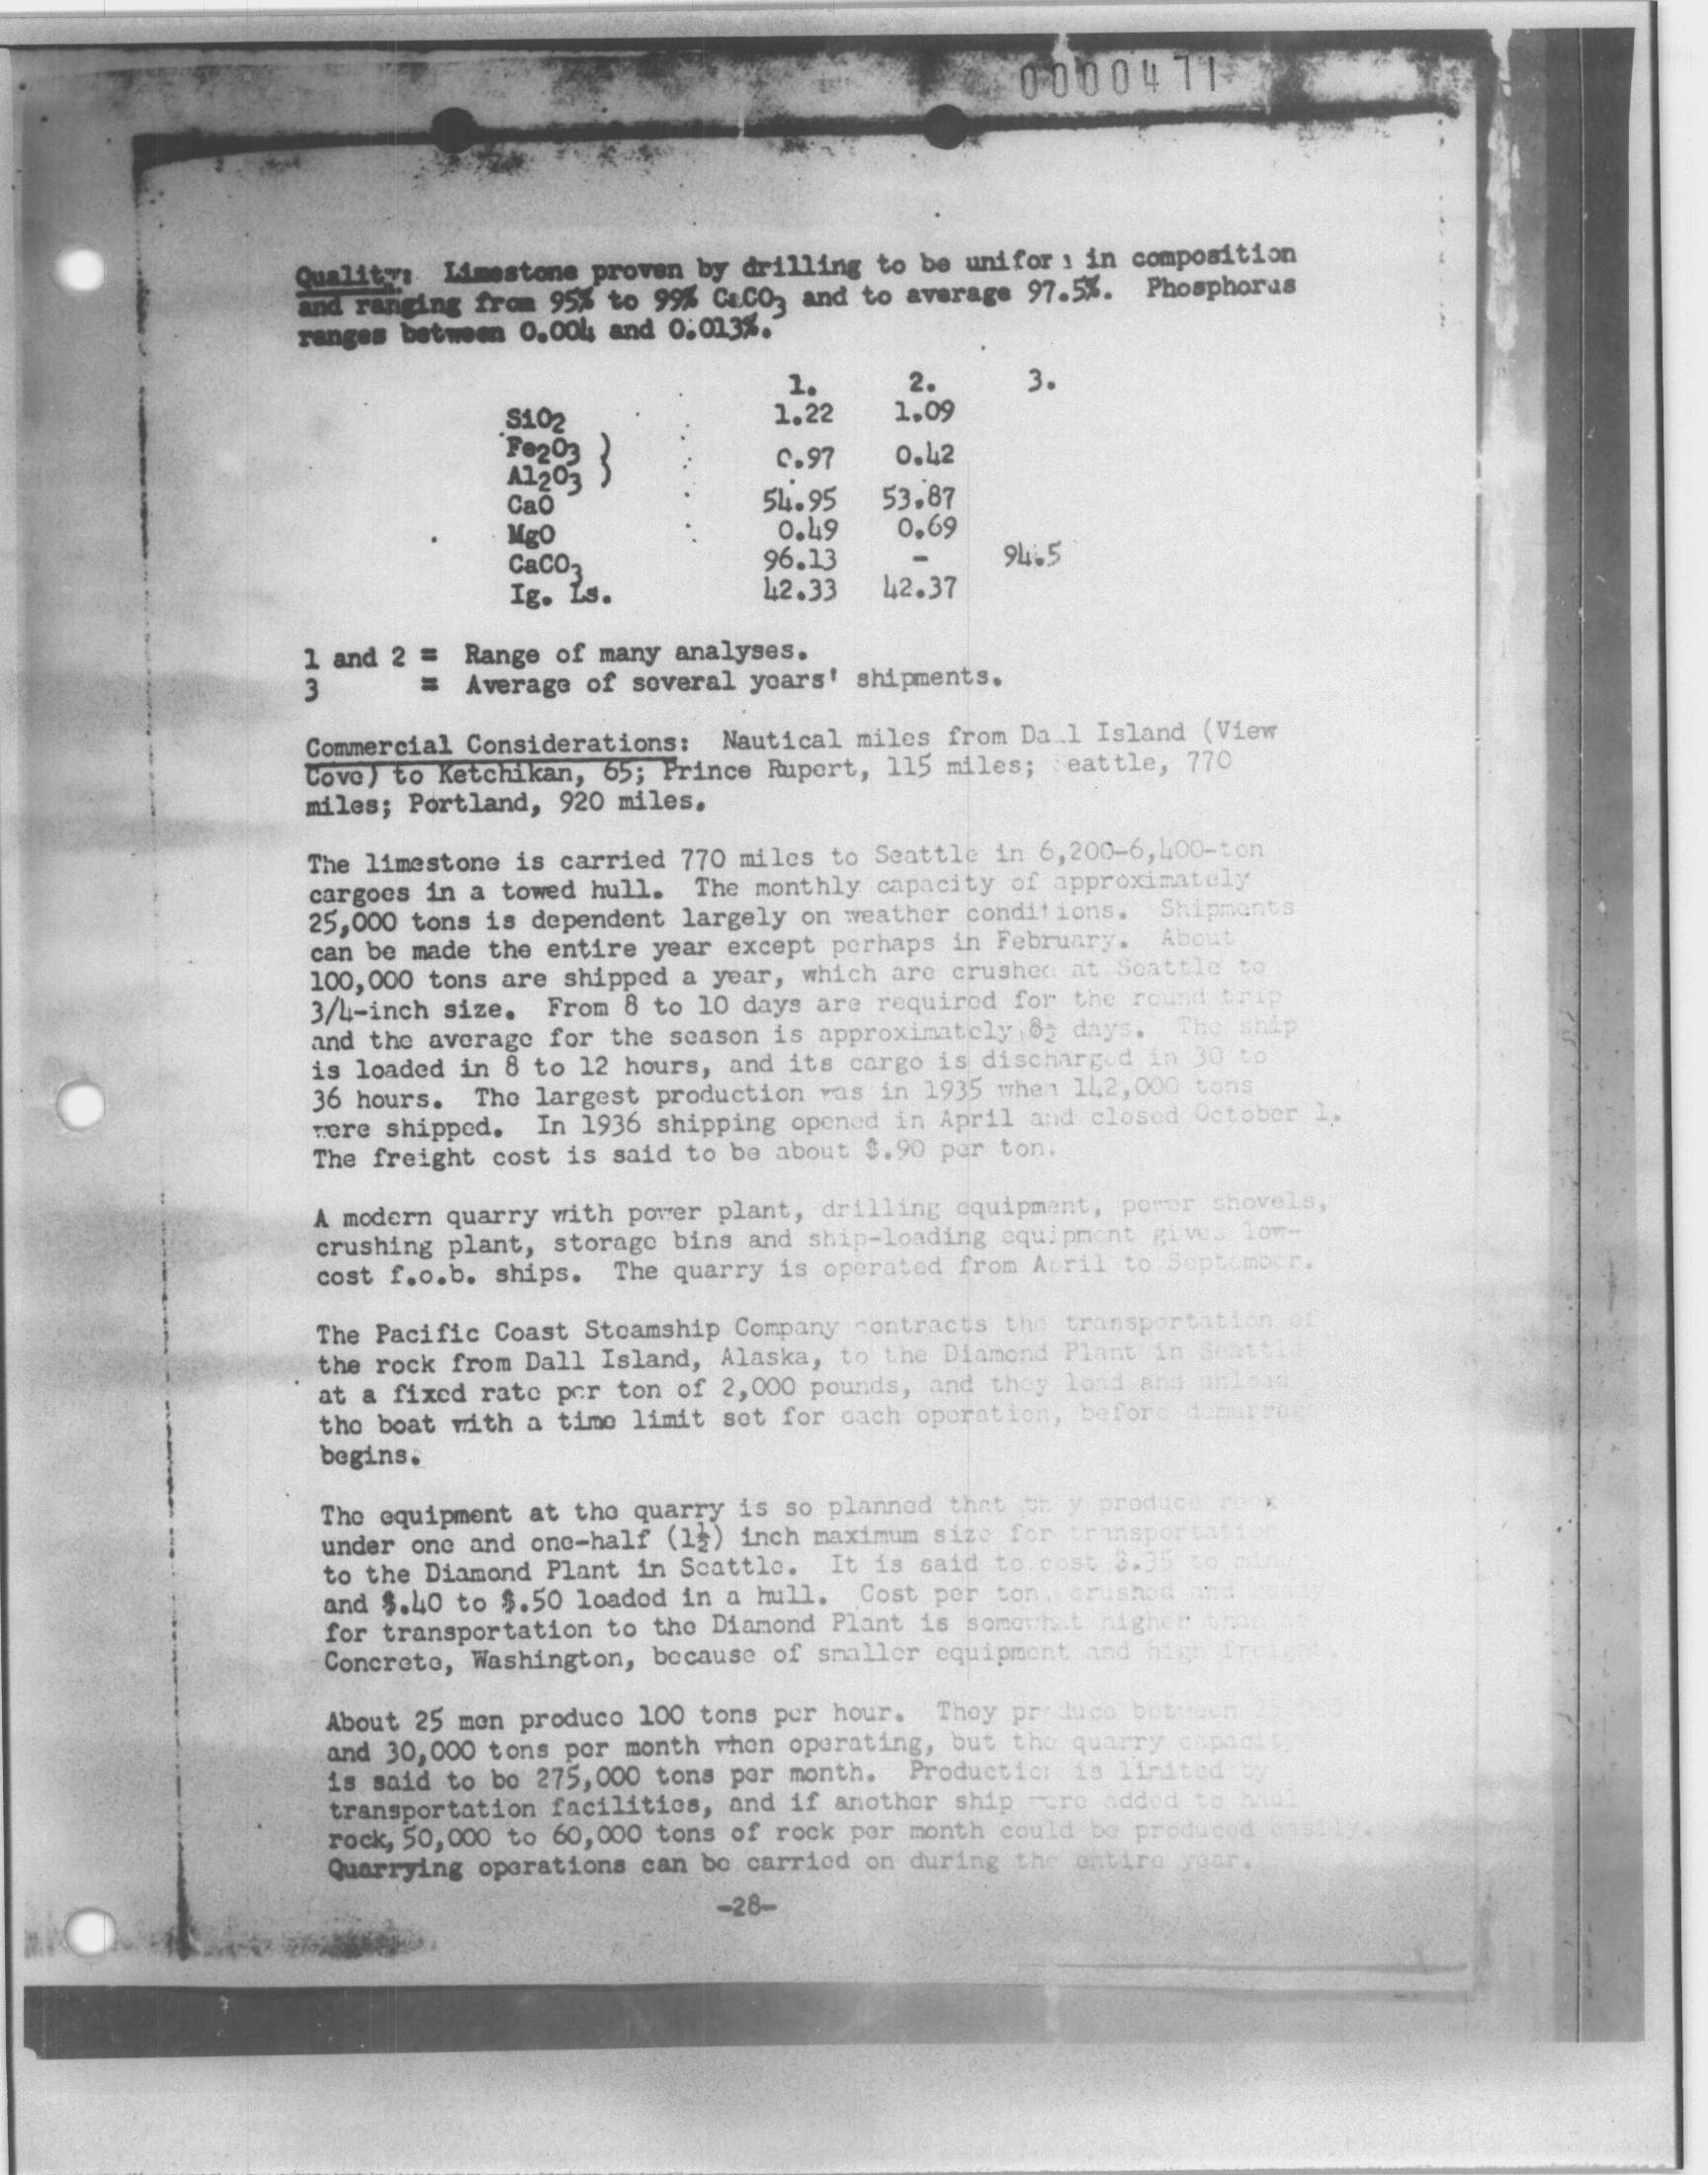 0000471
Quality: Limestone proven by drilling to be unifor in composition
and ranging from 95% to 99% CaCO3 and to average 97.5%. Phosphorus
ranges between 0.004 and 0.013%.
1. 2. 3.
SiO2 1.22 1.09
Fe2O3 )
0.97 0.42
Al2O3 )
CaO 54.95 53.87
MgO 0.49 0.69
CaCO3 96.13 - 94.5
Ig. Ls. 42.33 42.37
1 and 2 = Range of many analyses.
3 = Average of several years' shipments.
Commercial Considerations: Nautical miles from Dall Island (View
Cove) to Ketchikan, 65; Prince Rupert, 115 miles; Seattle, 770
miles; Portland, 920 miles.
The limestone is carried 770 miles to Seattle in 6,200-6,400-ton
cargoes in a towed hull. The monthly capacity of approximately
25,000 tons is dependent largely on weather conditions. Shipments
can be made the entire year except perhaps in February. About
100,000 tons are shipped a year, which are crushed at Seattle to
3/4-inch size. From 8 to 10 days are required for the round trip
and the average for the season is approximately 8½ days. The ship
is loaded in 8 to 12 hours, and its cargo is discharged in 30 to
36 hours. The largest production was in 1935 when 142,000 tons
were shipped. In 1936 shipping opened in April and closed October 1.
The freight cost is said to be about $.90 per ton.
A modern quarry with power plant, drilling equipment, power shovels,
crushing plant, storage bins and ship-loading equipment gives low-
cost f.o.b. ships. The quarry is operated from April to September.
The Pacific Coast Steamship Company contracts the transportation of
the rock from Dall Island, Alaska, to the Diamond Plant in Seattle
at a fixed rate per ton of 2,000 pounds, and they load and unload
the boat with a time limit set for each operation, before demurrage
begins.
The equipment at the quarry is so planned that they produce rock
under one and one-half (1½) inch maximum size for transportation
to the Diamond Plant in Seattle. It is said to cost $.35 to
and $.40 to $.50 loaded in a hull. Cost per ton, crushed and ready
for transportation to the Diamond Plant is somewhat higher than
Concrete, Washington, because of smaller equipment and high freight.
About 25 men produce 100 tons per hour. They produce between
and 30,000 tons per month when operating, but the quarry capacity
is said to be 275,000 tons per month. Production is limited by
transportation facilities, and if another ship were added to haul
rock, 50,000 to 60,000 tons of rock per month could be produced easily.
Quarrying operations can be carried on during the entire year.
-28-